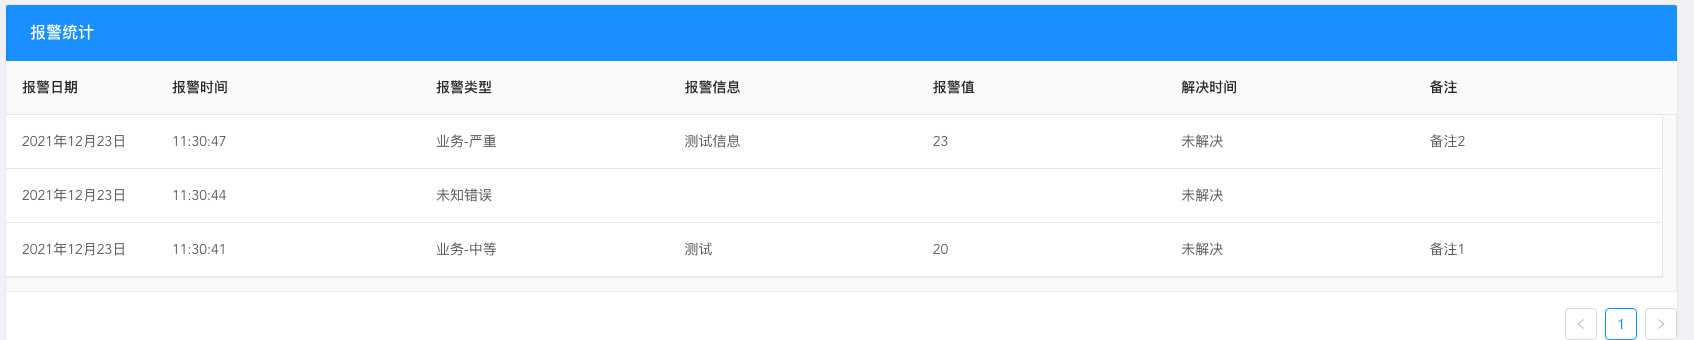 报警统计
报警日期 报警时间 报警类型 报警信息 报警值 解决时间 备注
2021年12月23日 11:30:47 业务-严重 测试信息 23 未解决 备注2
2021年12月23日 11:30:44 未知错误 未解决
2021年12月23日 11:30:41 业务-中等 测试 20 未解决 备注1
1